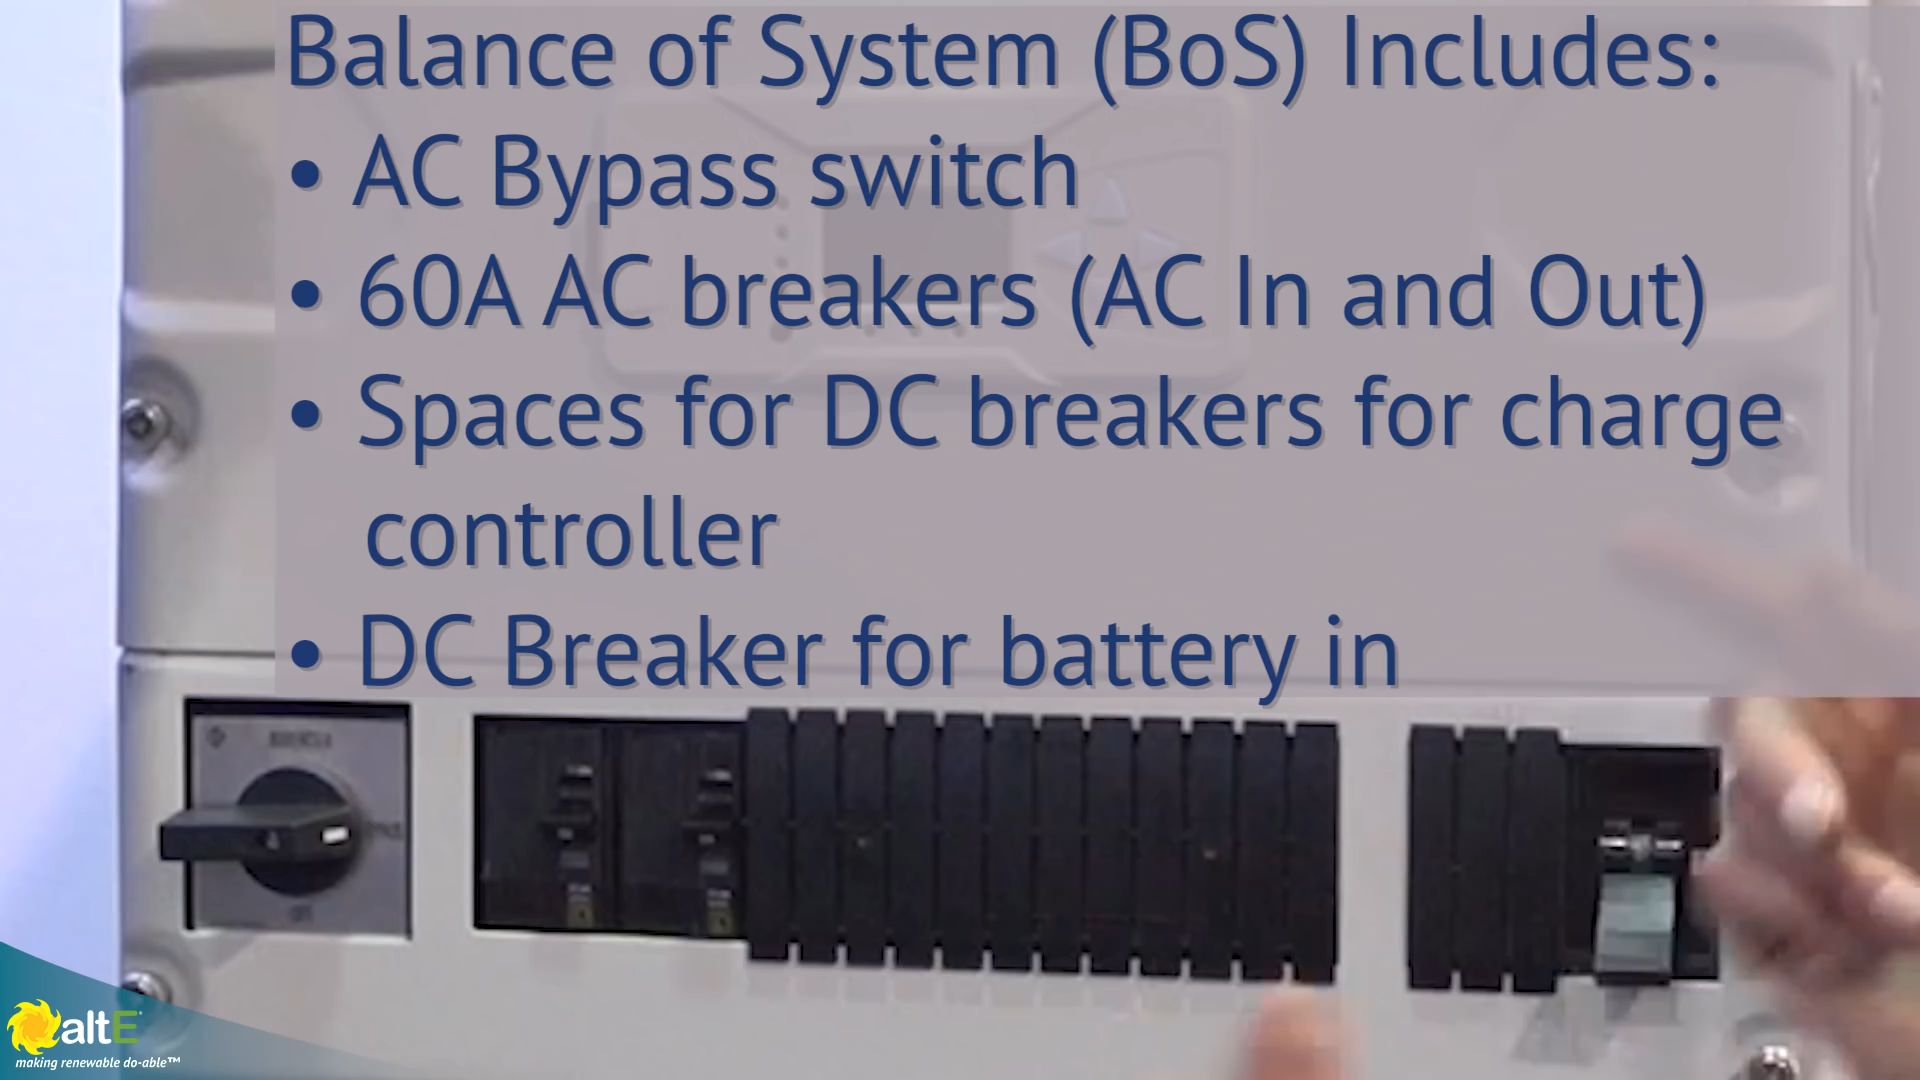 Balance of System (BoS) Includes:
• AC Bypass switch
• 60A AC breakers (AC In and Out)
• Spaces for DC breakers for charge
controller
• DC Breaker for battery in
altE
making renewable do-able™